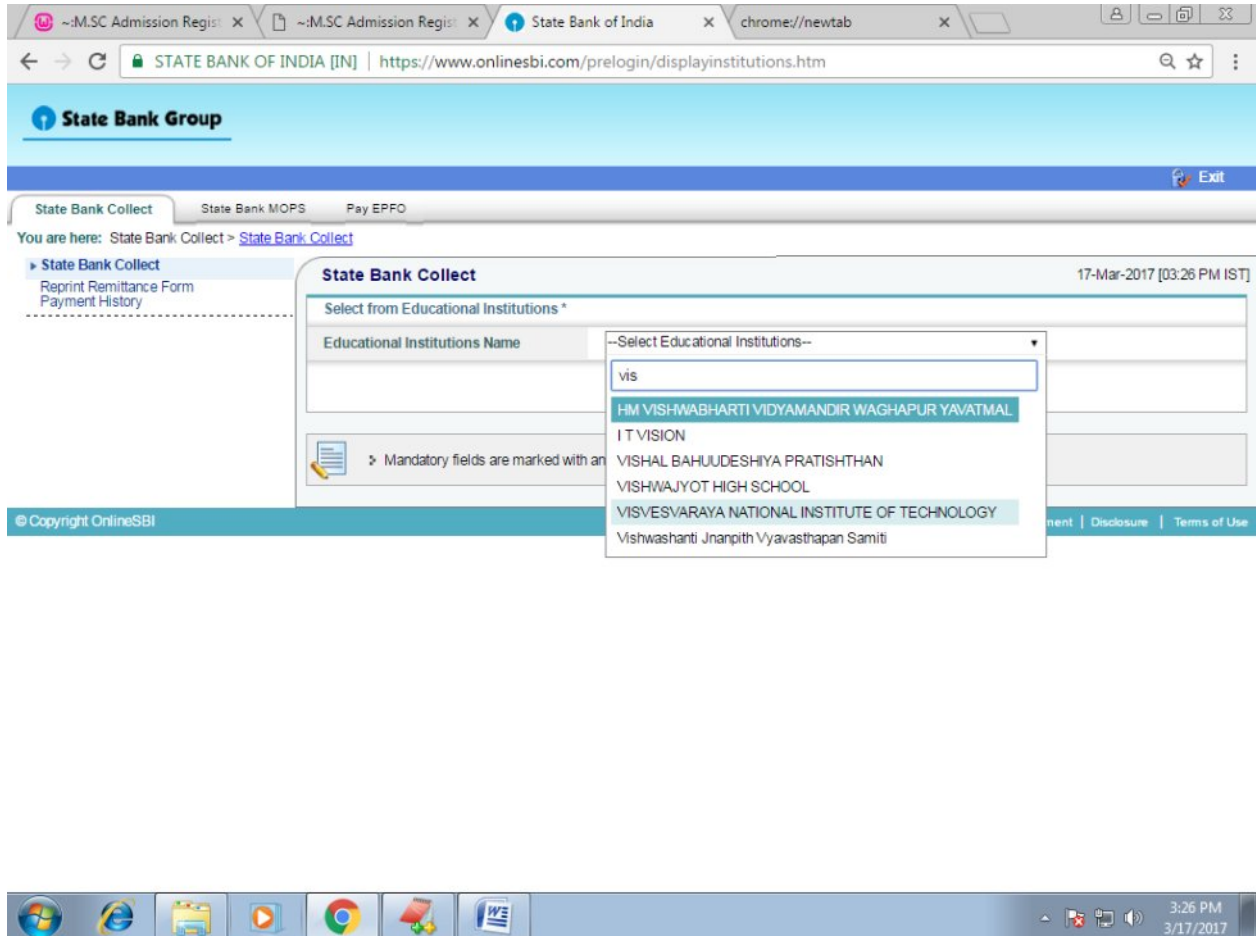 ~:M.SC Admission Regist
~:M.SC Admission Regist
State Bank of India
chrome://newtab
STATE BANK OF INDIA [IN] | https://www.onlinesbi.com/prelogin/displayinstitutions.htm
State Bank Group
Exit
State Bank Collect State Bank MOPS Pay EPFO
You are here: State Bank Collect > State Bank Collect
State Bank Collect
Reprint Remittance Form
Payment History
State Bank Collect 17-Mar-2017 [03:26 PM IST]
Select from Educational Institutions *
Educational Institutions Name --Select Educational Institutions--
vis
HM VISHWABHARTI VIDYAMANDIR WAGHAPUR YAVATMAL
I T VISION
VISHAL BAHUUDESHIYA PRATISHTHAN
VISHWAJYOT HIGH SCHOOL
VISVESVARAYA NATIONAL INSTITUTE OF TECHNOLOGY
Vishwashanti Jnanpith Vyavasthapan Samiti
Mandatory fields are marked with an
© Copyright OnlineSBI ment | Disclosure | Terms of Use
3:26 PM
3/17/2017